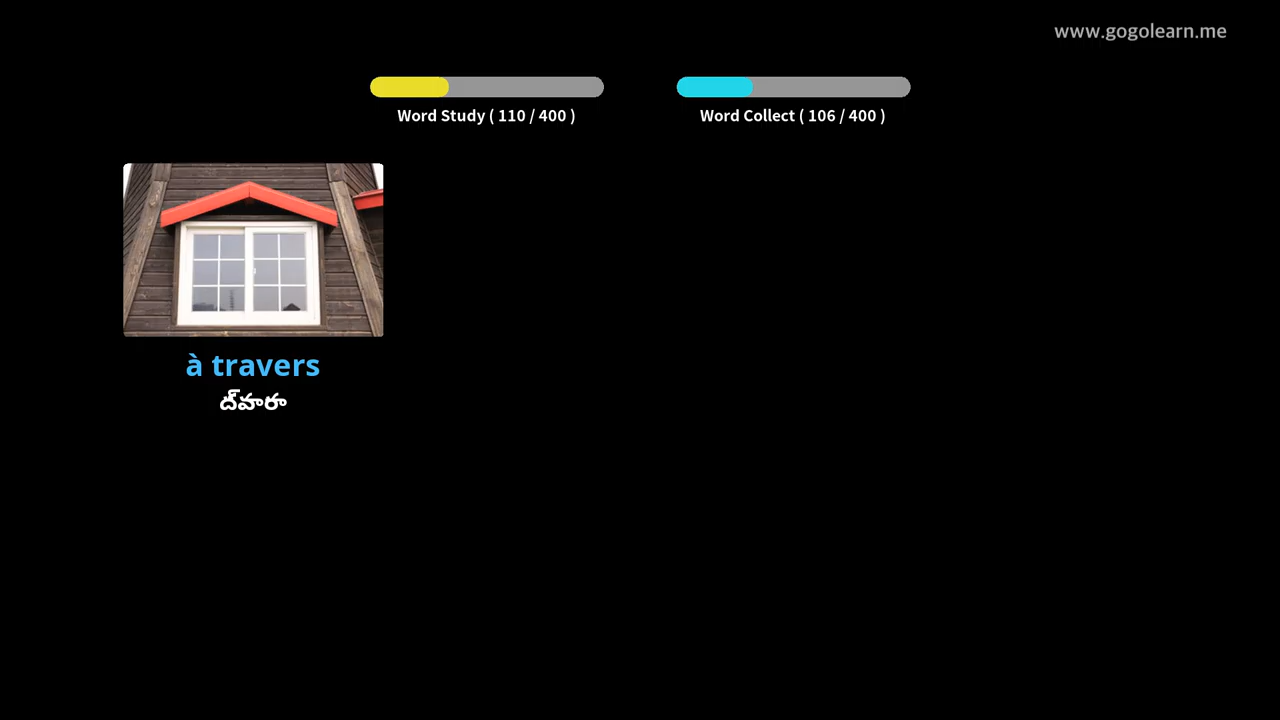 www.gogolearn.me
Word Study ( 110 / 400 )
Word Collect ( 106 / 400 )
à travers
ద్వారా